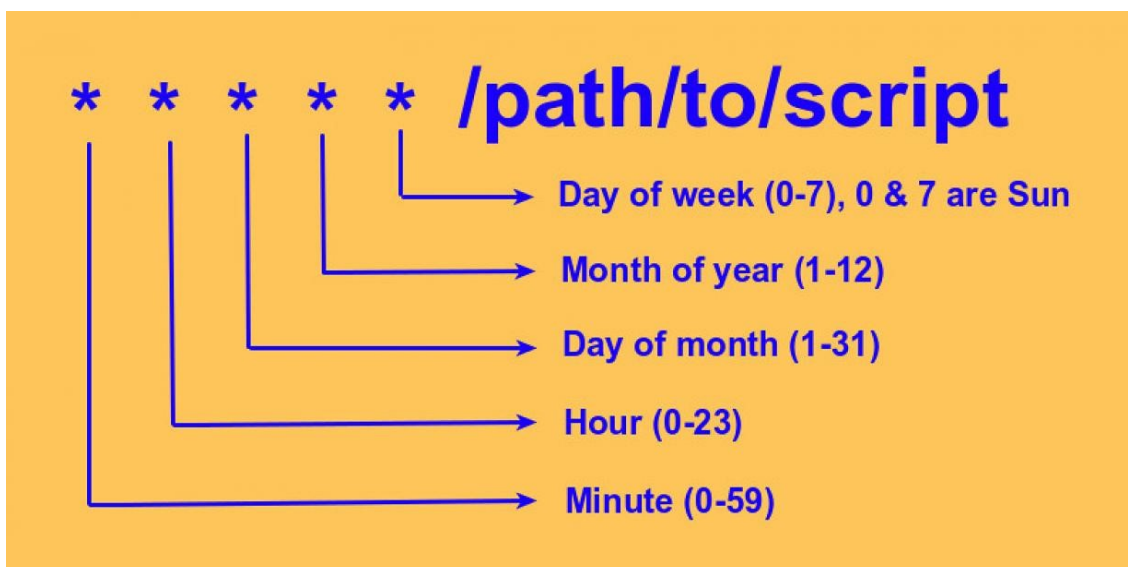 * * * * * /path/to/script
Day of week (0-7), 0 & 7 are Sun
Month of year (1-12)
Day of month (1-31)
Hour (0-23)
Minute (0-59)